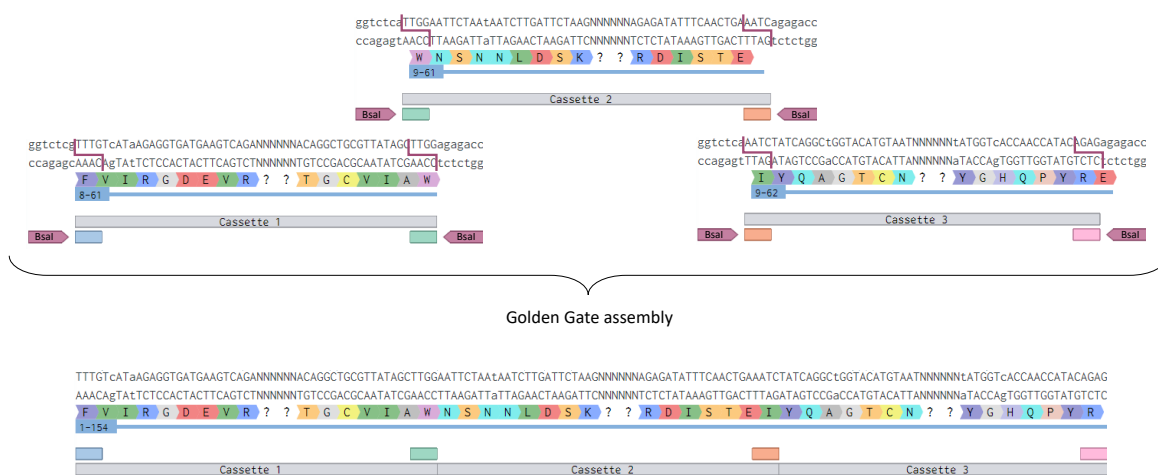 ggtctcaTTGGAATTCTAAtAATCTTGATTCTAAGNNNNNNAGAGATATTTCAACTGAAATCagagacc
ccagagtAACCTTAAGATTaTTAGAACTAAGATTCNNNNNNTCTCTATAAAGTTGACTTTAGtctctgg
W N S N N L D S K ? ? R D I S T E
9-61
Cassette 2
BsaI BsaI
ggtctcgTTTGTcATaAGAGGTGATGAAGTCAGANNNNNNACAGGCTGCGTTATAGCTTGGagagacc
ccagagcAAACAgTAtTCTCCACTACTTCAGTCTNNNNNNTGTCCGACGCAATATCGAACCtctctgg
F V I R G D E V R ? ? T G C V I A W
8-61
Cassette 1
BsaI BsaI
ggtctcaAATCTATCAGGCtGGTACATGTAATNNNNNNtATGGTcACCAACCATACAGAGagagacc
ccagagtTTAGATAGTCCGaCCATGTACATTANNNNNNaTACCAgTGGTTGGTATGTCTCtctctgg
I Y Q A G T C N ? ? Y G H Q P Y R E
9-62
Cassette 3
BsaI BsaI
Golden Gate assembly
TTTGTcATaAGAGGTGATGAAGTCAGANNNNNNACAGGCTGCGTTATAGCTTGGAATTCTAAtAATCTTGATTCTAAGNNNNNNAGAGATATTTCAACTGAAATCTATCAGGCtGGTACATGTAATNNNNNNtATGGTcACCAACCATACAGAG
AAACAgTAtTCTCCACTACTTCAGTCTNNNNNNTGTCCGACGCAATATCGAACCTTAAGATTaTTAGAACTAAGATTCNNNNNNTCTCTATAAAGTTGACTTTAGATAGTCCGaCCATGTACATTANNNNNNaTACCAgTGGTTGGTATGTCTC
F V I R G D E V R ? ? T G C V I A W N S N N L D S K ? ? R D I S T E I Y Q A G T C N ? ? Y G H Q P Y R
1-154
Cassette 1 Cassette 2 Cassette 3